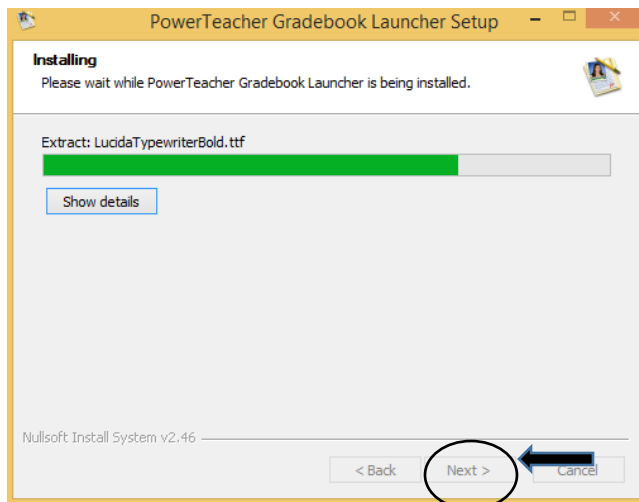 PowerTeacher Gradebook Launcher Setup
Installing
Please wait while PowerTeacher Gradebook Launcher is being installed.
Extract: LucidaTypewriterBold.ttf
Show details
Nullsoft Install System v2.46
< Back Next > Cancel